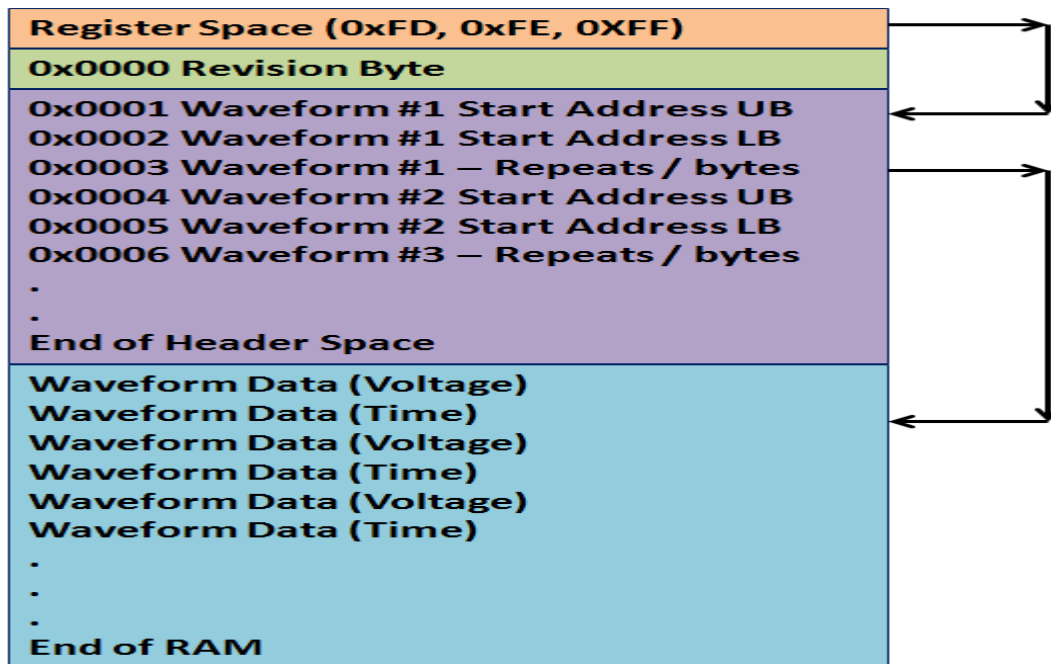 Register Space (0xFD, 0xFE, 0XFF)
0x0000 Revision Byte
0x0001 Waveform #1 Start Address UB
0x0002 Waveform #1 Start Address LB
0x0003 Waveform #1 – Repeats / bytes
0x0004 Waveform #2 Start Address UB
0x0005 Waveform #2 Start Address LB
0x0006 Waveform #3 – Repeats / bytes
.
.
End of Header Space
Waveform Data (Voltage)
Waveform Data (Time)
Waveform Data (Voltage)
Waveform Data (Time)
Waveform Data (Voltage)
Waveform Data (Time)
.
.
.
End of RAM